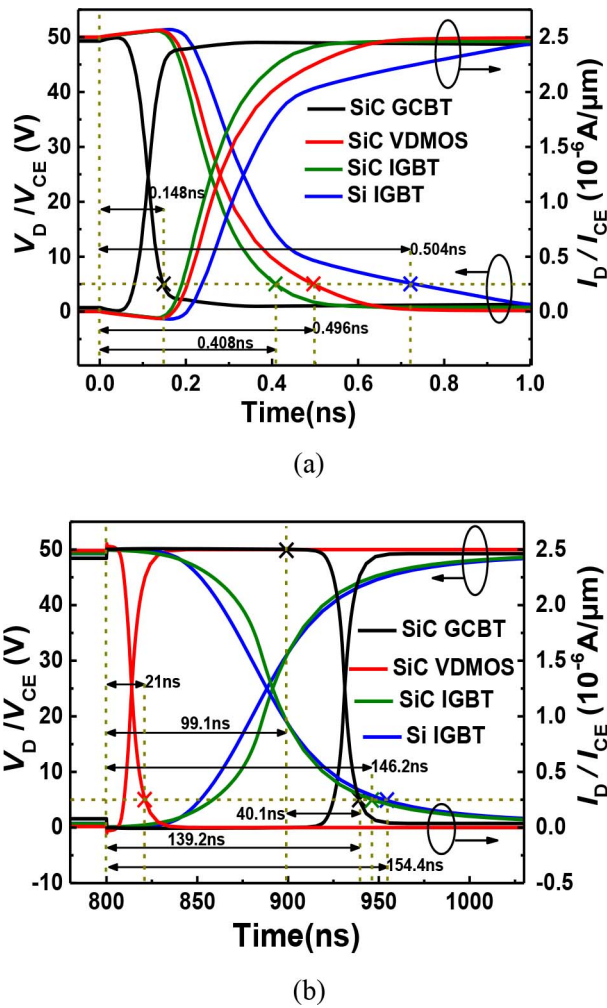 50
40
30
20
10
0
-10
V_D /V_CE (V)
2.5
2.0
1.5
1.0
0.5
0.0
I_D / I_CE (10^-6 A/μm)
SiC GCBT
SiC VDMOS
SiC IGBT
Si IGBT
0.148ns
0.504ns
0.496ns
0.408ns
0.0 0.2 0.4 0.6 0.8 1.0
Time(ns)
(a)
50
40
30
20
10
0
-10
V_D /V_CE (V)
2.5
2.0
1.5
1.0
0.5
0.0
-0.5
I_D / I_CE (10^-6 A/μm)
SiC GCBT
SiC VDMOS
SiC IGBT
Si IGBT
21ns
99.1ns
146.2ns
40.1ns
139.2ns
154.4ns
800 850 900 950 1000
Time(ns)
(b)